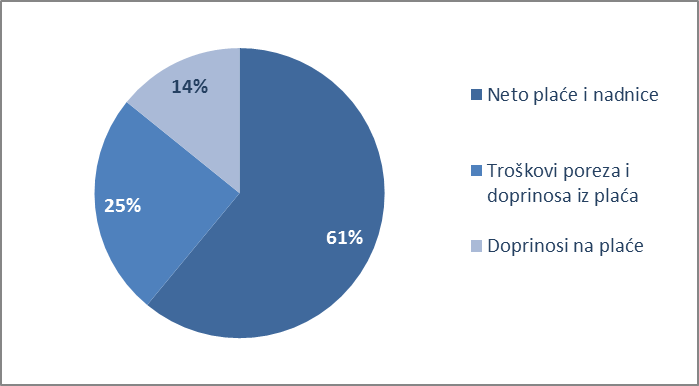 14%
25%
61%
Neto plaće i nadnice
Troškovi poreza i
doprinosa iz plaća
Doprinosi na plaće